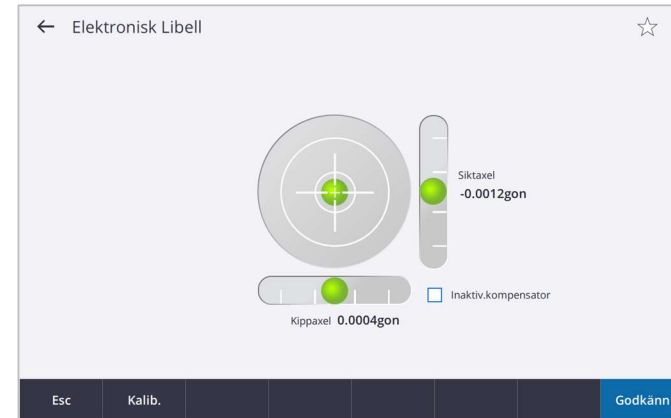 Elektronisk Libell
Siktaxel
-0.0012gon
Inaktiv.kompensator
Kippaxel 0.0004gon
Esc Kalib. Godkänn